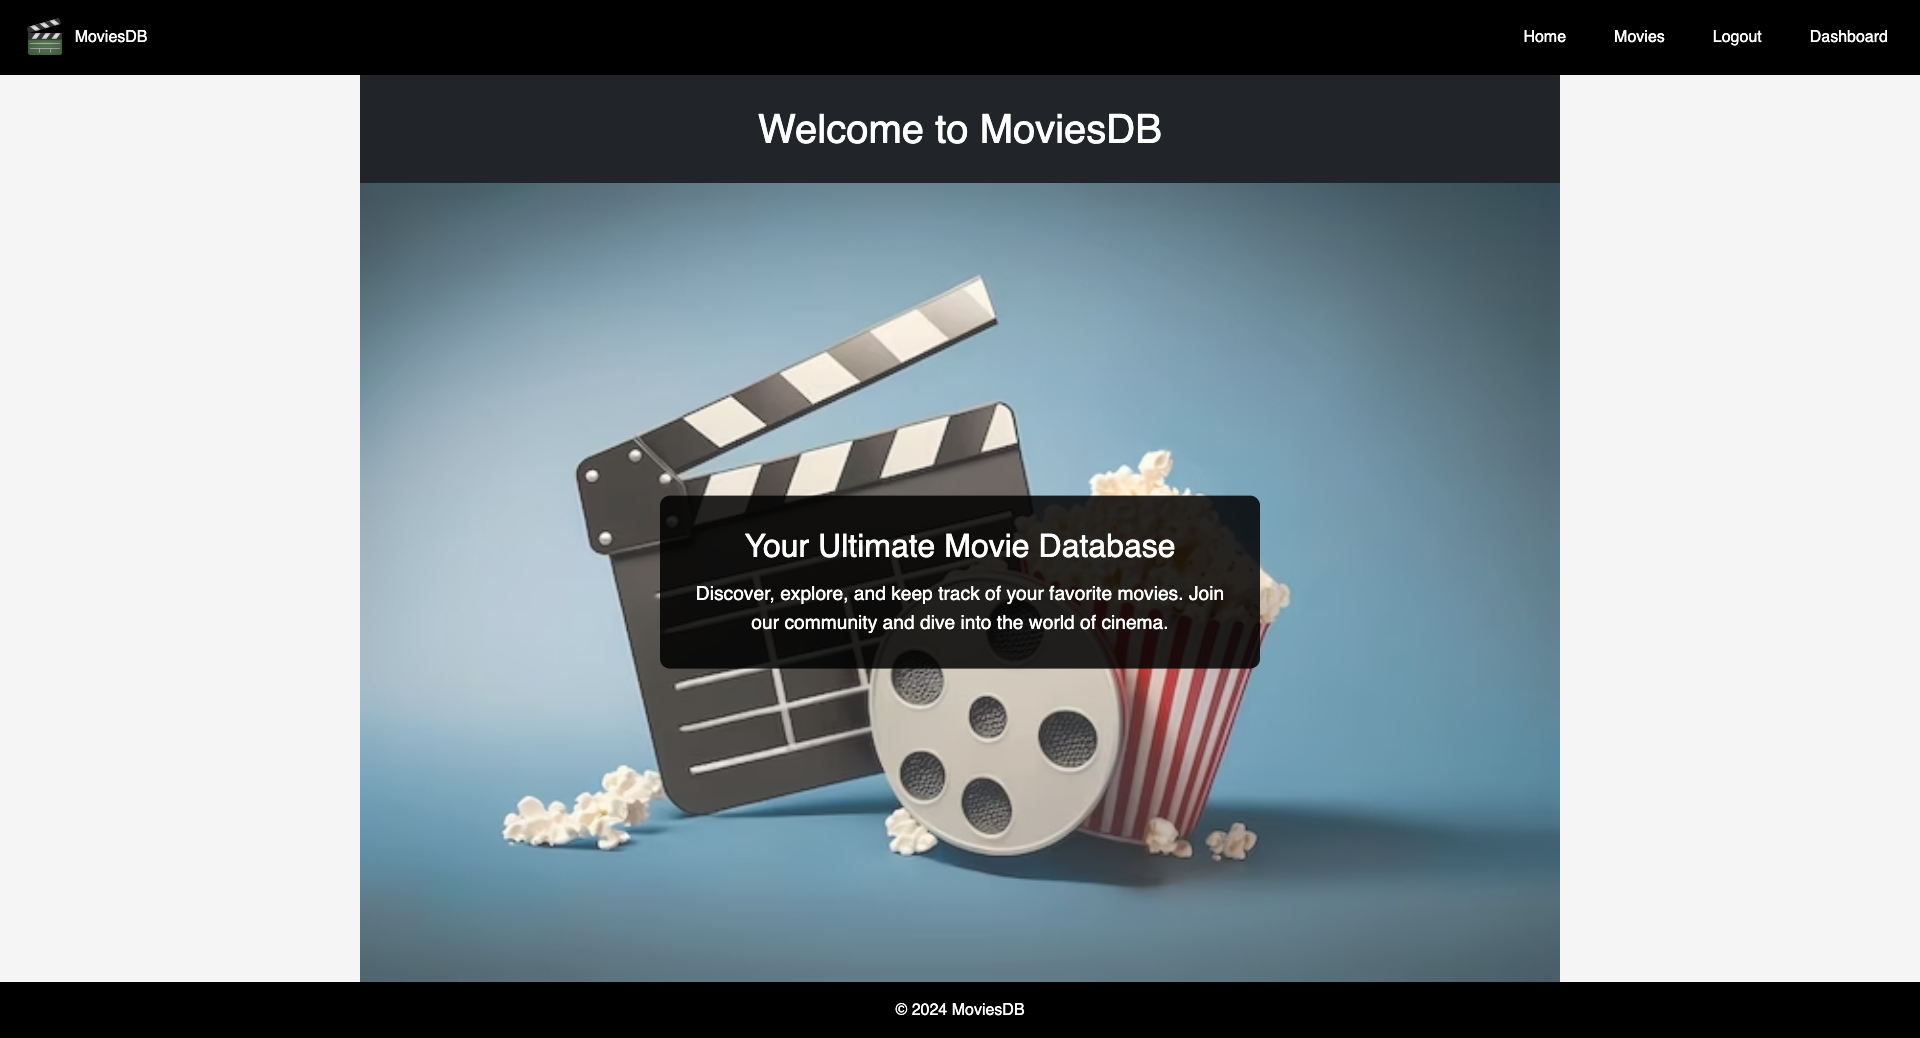 MoviesDB
Home
Movies
Logout
Dashboard
Welcome to MoviesDB
Your Ultimate Movie Database
Discover, explore, and keep track of your favorite movies. Join
our community and dive into the world of cinema.
© 2024 MoviesDB